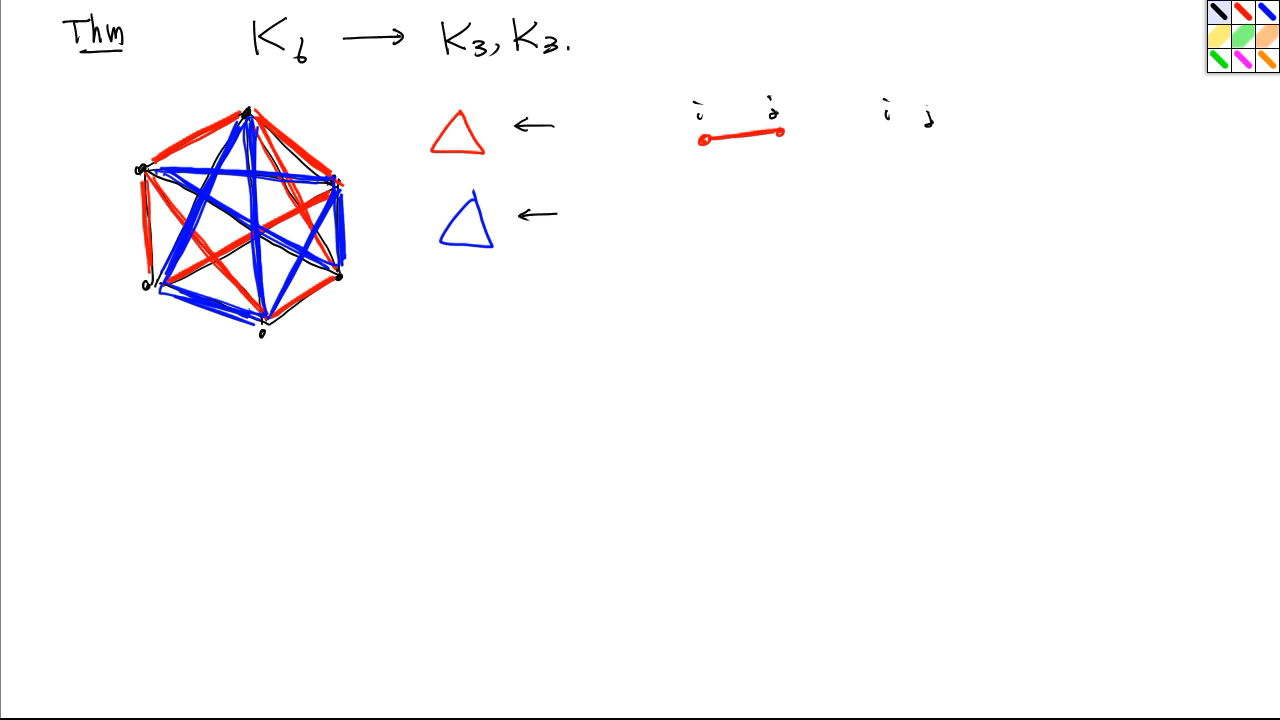 Thm K₆ → K₃, K₃.
i j i j